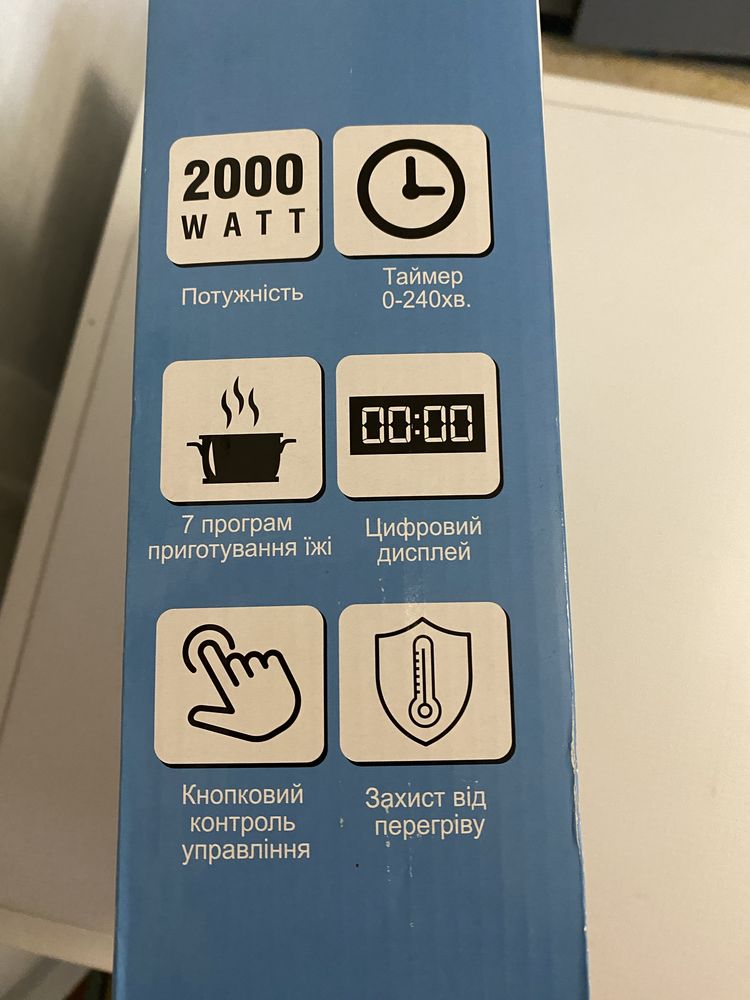 2000
WATT
Потужність
Таймер
0-240хв.
7 програм
приготування їжі
00:00
Цифровий
дисплей
Кнопковий
контроль
управління
Захист від
перегріву